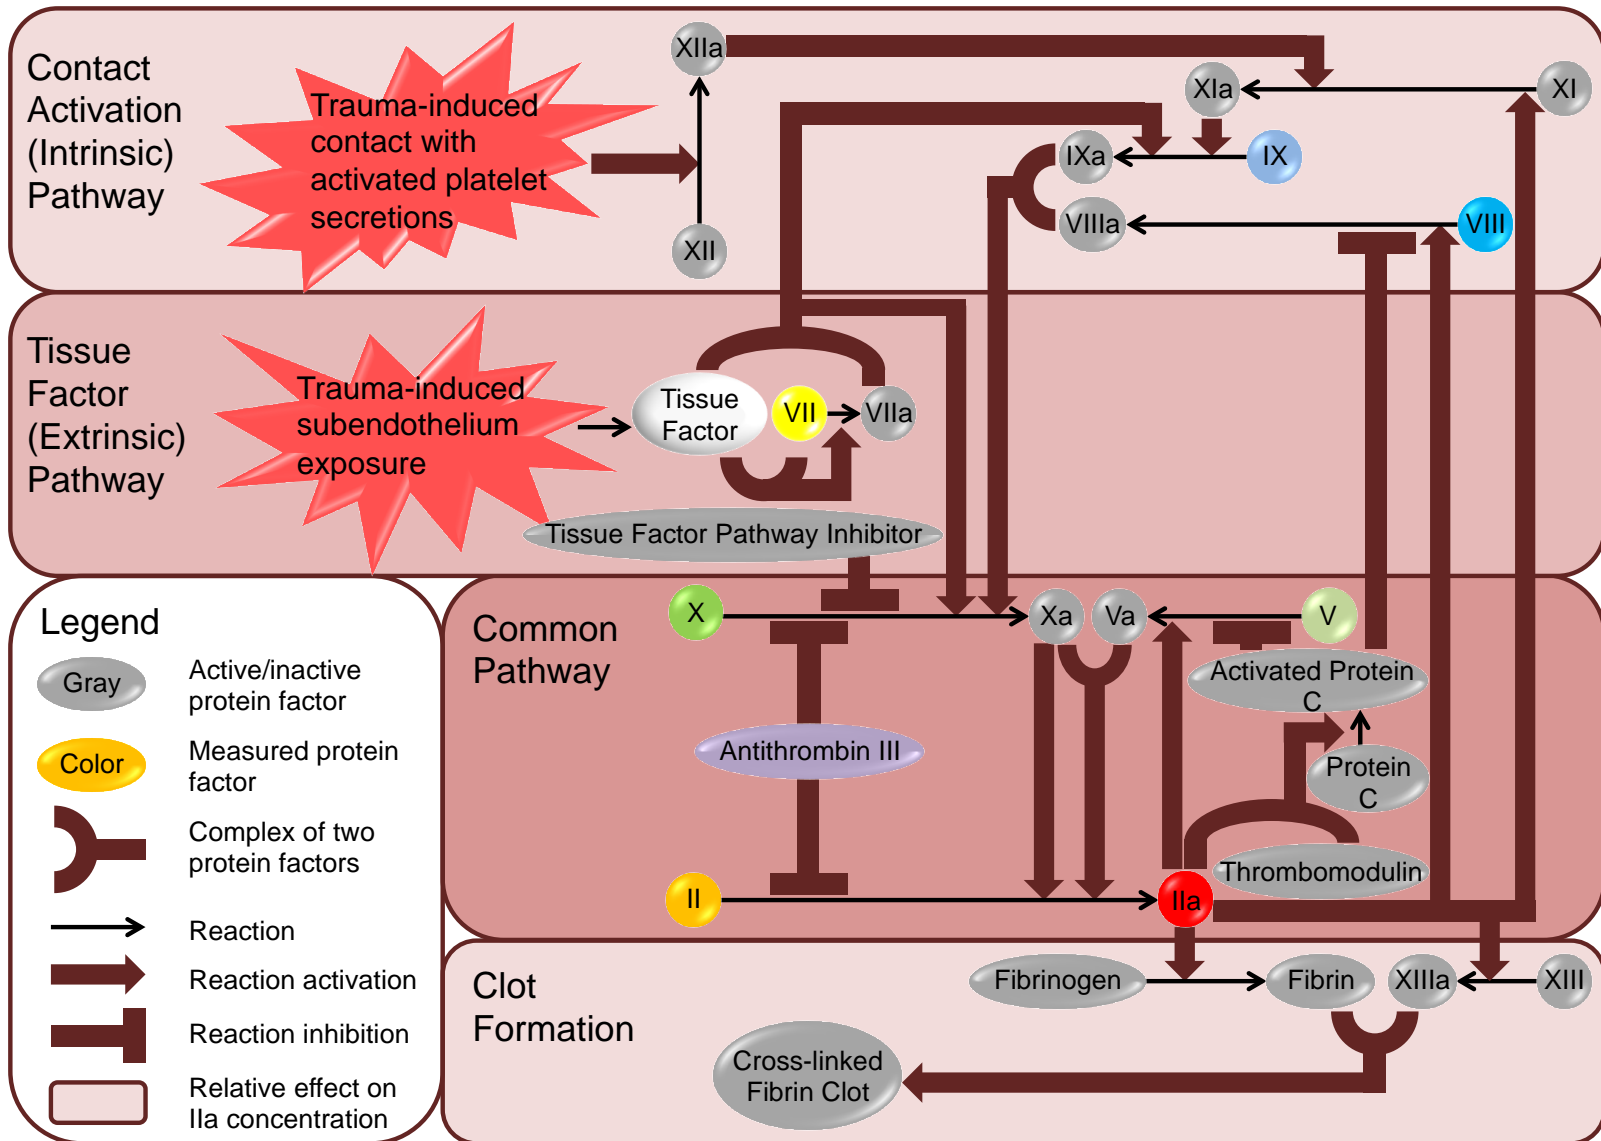 Contact
Activation
(Intrinsic)
Pathway
Trauma-induced
contact with
activated platelet
secretions
XIIa
XII
XIa
XI
IXa
IX
VIIIa
VIII
Tissue
Factor
(Extrinsic)
Pathway
Trauma-induced
subendothelium
exposure
Tissue
Factor
VII
VIIa
Tissue Factor Pathway Inhibitor
Legend
Gray
Active/inactive
protein factor
Color
Measured protein
factor
Complex of two
protein factors
Reaction
Reaction activation
Reaction inhibition
Relative effect on
IIa concentration
Common
Pathway
X
Xa
Va
V
Activated Protein
C
Antithrombin III
Protein
C
Thrombomodulin
II
IIa
Clot
Formation
Fibrinogen
Fibrin
XIIIa
XIII
Cross-linked
Fibrin Clot